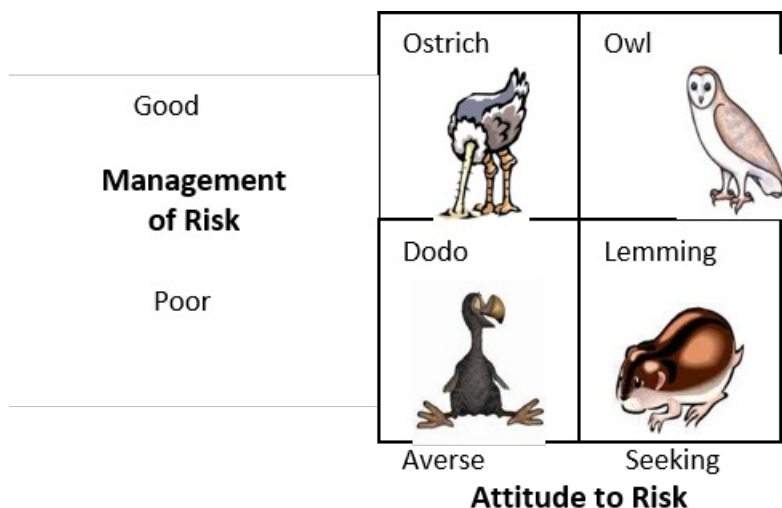 Ostrich
Owl
Good
Management
of Risk
Dodo
Lemming
Poor
Averse
Seeking
Attitude to Risk